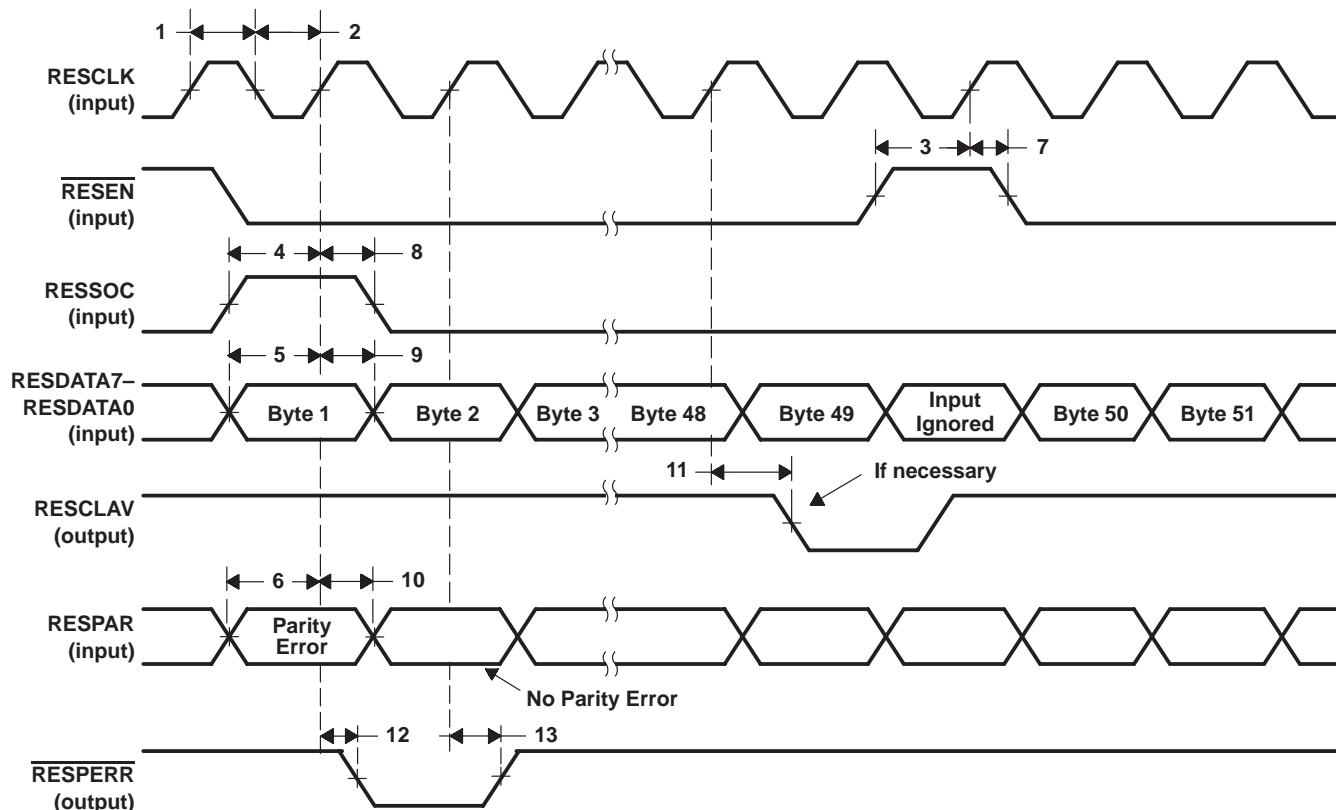 1
2
RESCLK
(input)
3
7
RESEN
(input)
4
8
RESSOC
(input)
5
9
RESDATA7–
RESDATA0
(input)
Byte 1
Byte 2
Byte 3
Byte 48
Byte 49
Input
Ignored
Byte 50
Byte 51
11
If necessary
RESCLAV
(output)
6
10
RESPAR
(input)
Parity
Error
No Parity Error
12
13
RESPERR
(output)